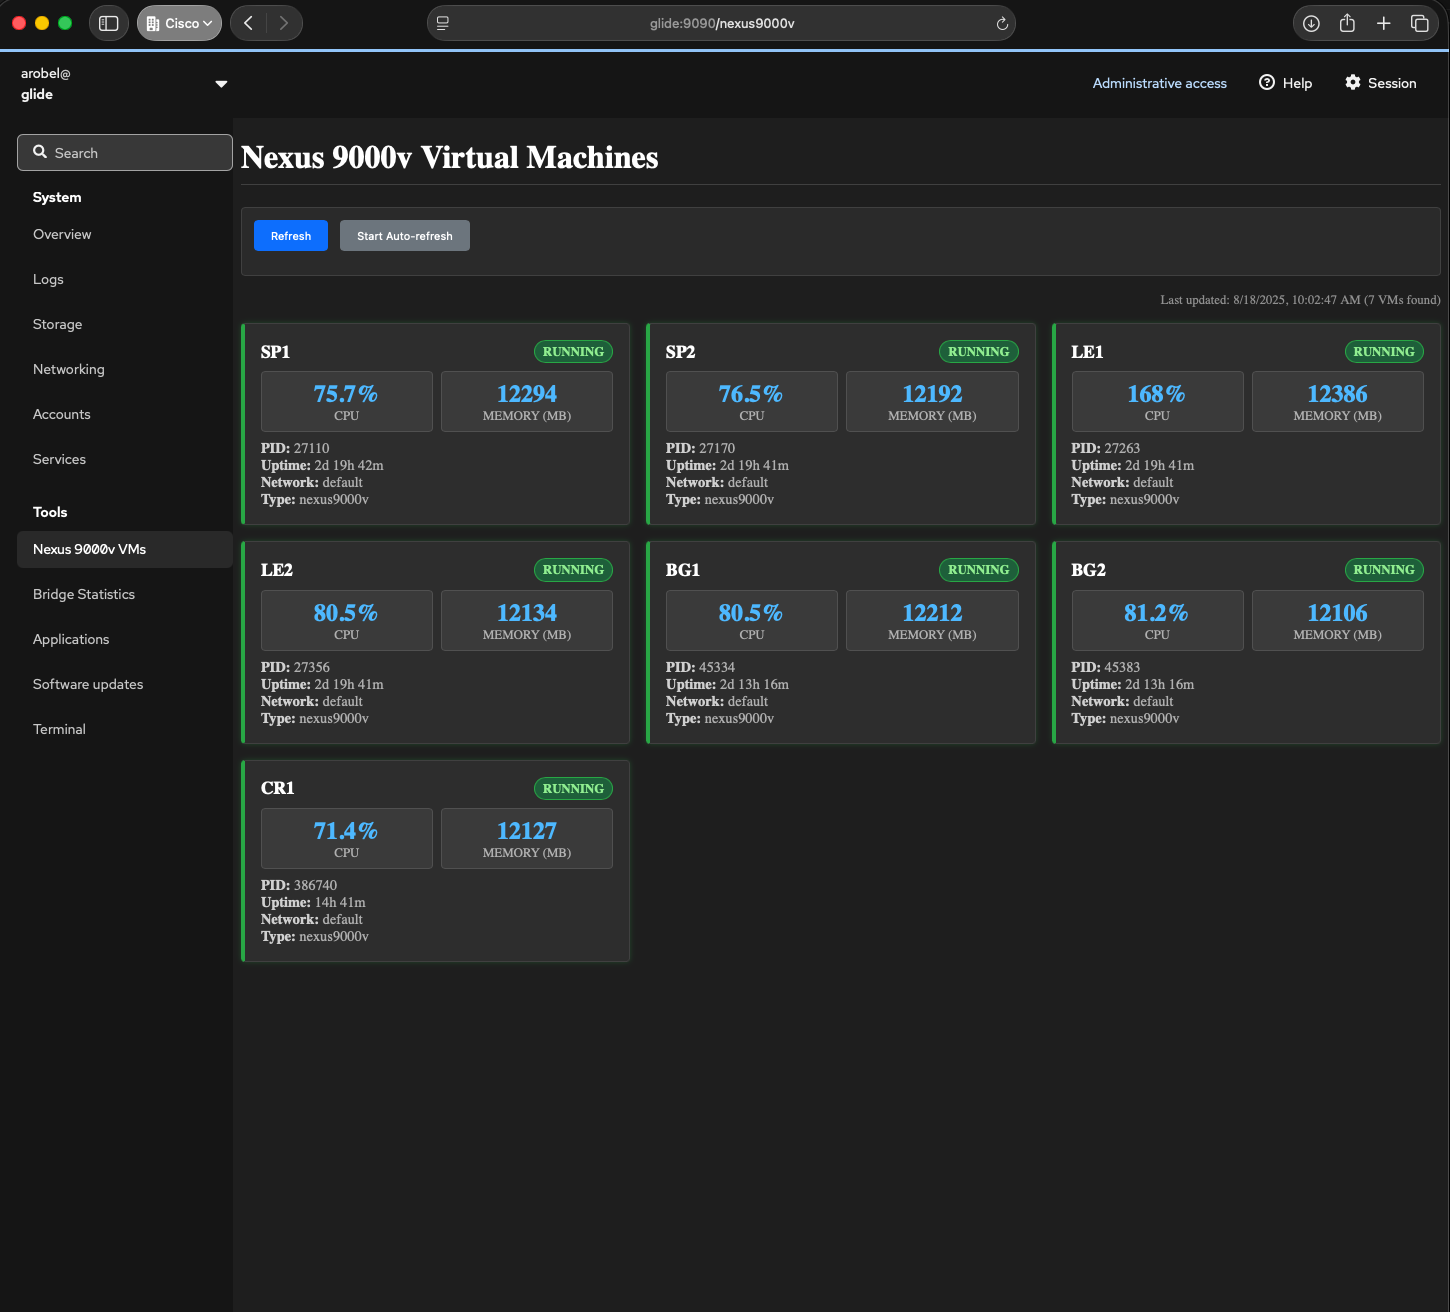 Cisco
glide:9090/nexus9000v
arobel@
glide
Administrative access
Help
Session
Search
System
Overview
Logs
Storage
Networking
Accounts
Services
Tools
Nexus 9000v VMs
Bridge Statistics
Applications
Software updates
Terminal
Nexus 9000v Virtual Machines
Refresh
Start Auto-refresh
Last updated: 8/18/2025, 10:02:47 AM (7 VMs found)
SP1
RUNNING
75.7%
CPU
12294
MEMORY (MB)
PID: 27110
Uptime: 2d 19h 42m
Network: default
Type: nexus9000v
SP2
RUNNING
76.5%
CPU
12192
MEMORY (MB)
PID: 27170
Uptime: 2d 19h 41m
Network: default
Type: nexus9000v
LE1
RUNNING
168%
CPU
12386
MEMORY (MB)
PID: 27263
Uptime: 2d 19h 41m
Network: default
Type: nexus9000v
LE2
RUNNING
80.5%
CPU
12134
MEMORY (MB)
PID: 27356
Uptime: 2d 19h 41m
Network: default
Type: nexus9000v
BG1
RUNNING
80.5%
CPU
12212
MEMORY (MB)
PID: 45334
Uptime: 2d 13h 16m
Network: default
Type: nexus9000v
BG2
RUNNING
81.2%
CPU
12106
MEMORY (MB)
PID: 45383
Uptime: 2d 13h 16m
Network: default
Type: nexus9000v
CR1
RUNNING
71.4%
CPU
12127
MEMORY (MB)
PID: 386740
Uptime: 14h 41m
Network: default
Type: nexus9000v